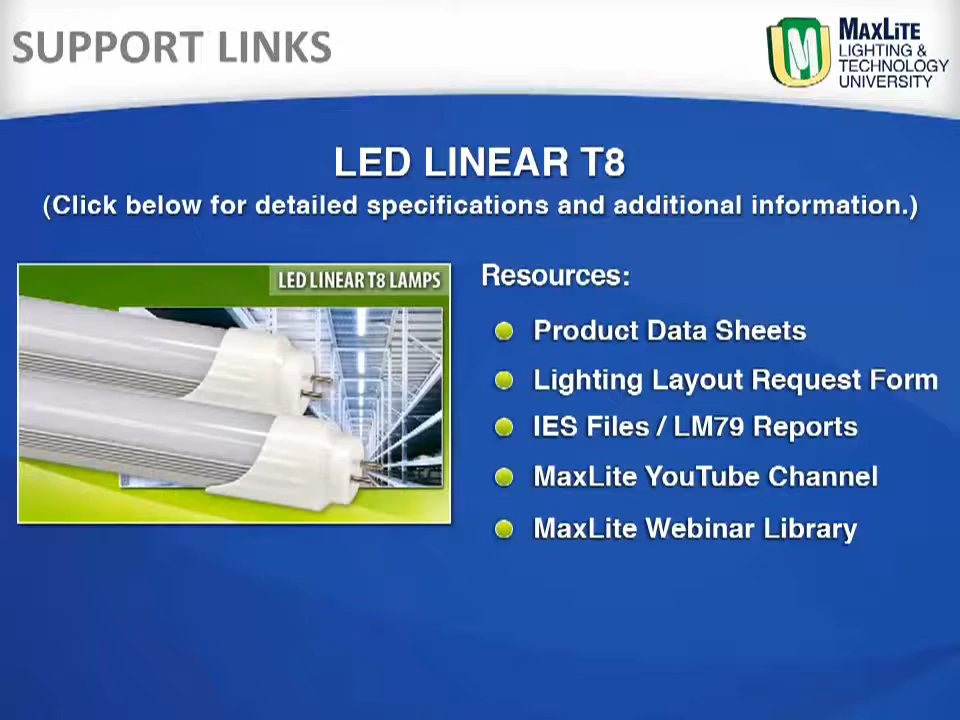 SUPPORT LINKS
MAXLITE
LIGHTING &
TECHNOLOGY
UNIVERSITY
LED LINEAR T8
(Click below for detailed specifications and additional information.)
LED LINEAR T8 LAMPS
Resources:
Product Data Sheets
Lighting Layout Request Form
IES Files / LM79 Reports
MaxLite YouTube Channel
MaxLite Webinar Library